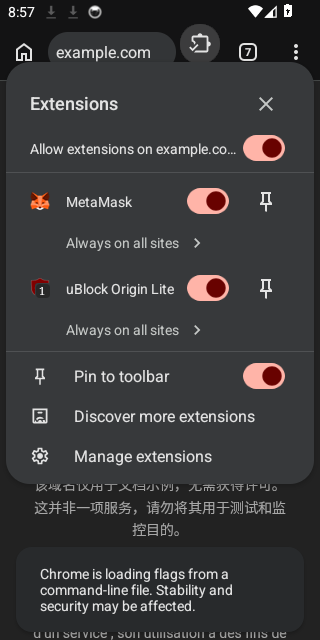 8:57
example.com
7
Extensions
Allow extensions on example.co...
MetaMask
Always on all sites
1
uBlock Origin Lite
Always on all sites
Pin to toolbar
Discover more extensions
Manage extensions
该域名仅用于文档示例，无需获得许可。
这并非一项服务，请勿将其用于测试和监
控目的。
Chrome is loading flags from a
command-line file. Stability and
security may be affected.
d'un service ; son utilisation à des fins de